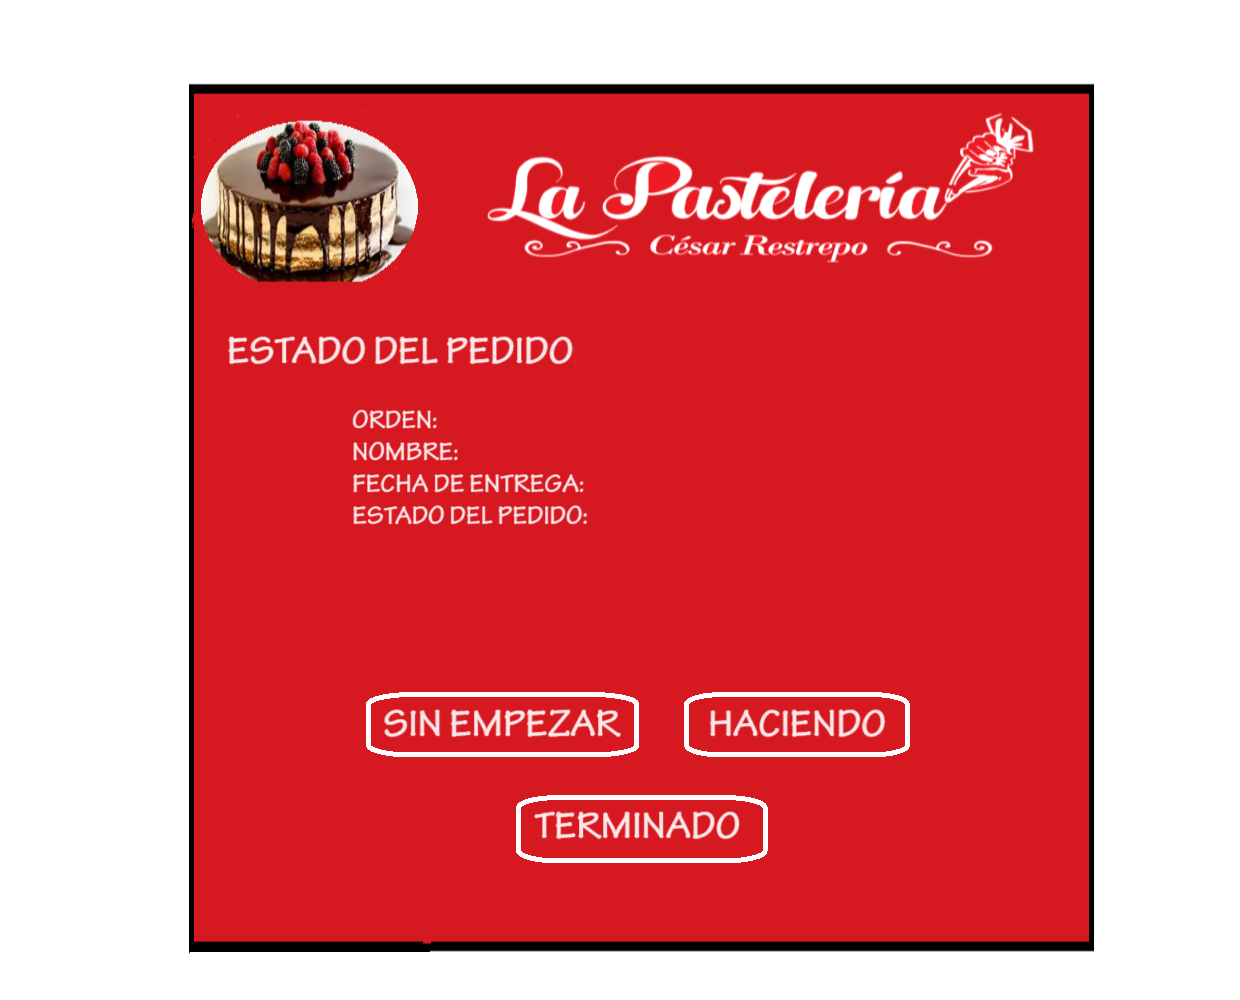 La Pastelería
César Restrepo
ESTADO DEL PEDIDO
ORDEN:
NOMBRE:
FECHA DE ENTREGA:
ESTADO DEL PEDIDO:
SIN EMPEZAR
HACIENDO
TERMINADO